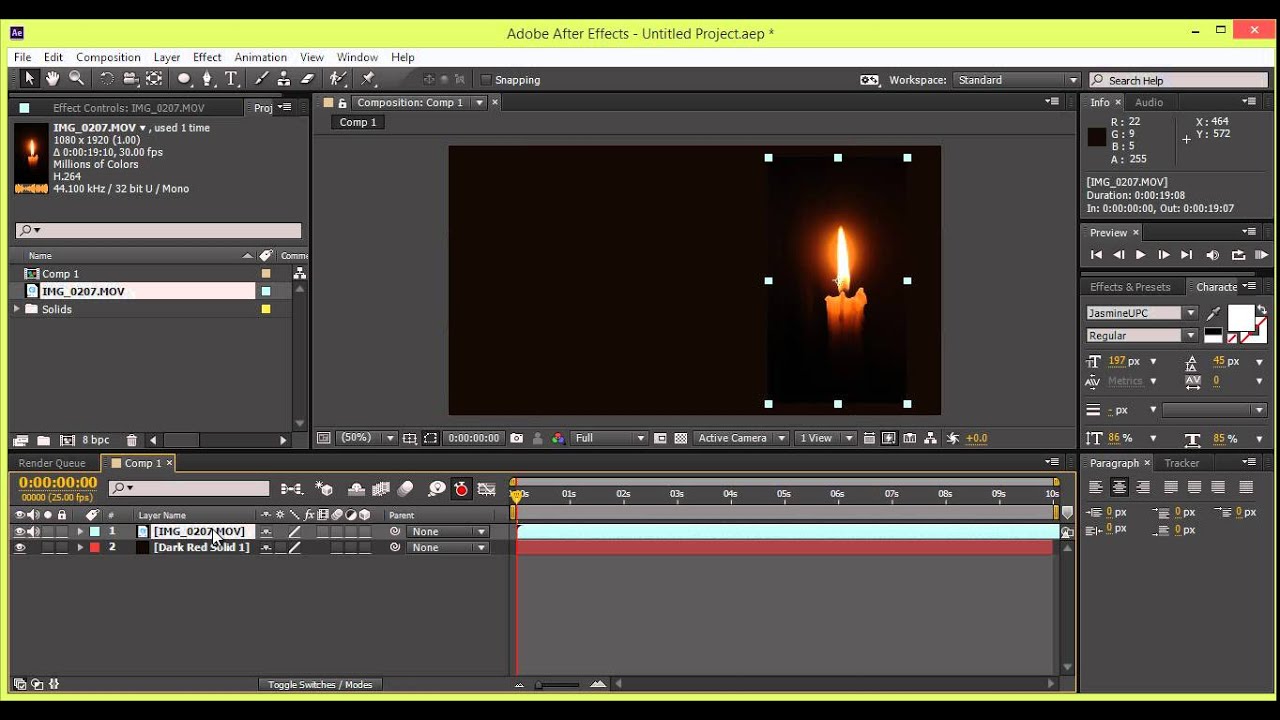 Ae
Adobe After Effects - Untitled Project.aep *
File Edit Composition Layer Effect Animation View Window Help
Snapping
Workspace: Standard
Search Help
Effect Controls: IMG_0207.MOV
Proj
IMG_0207.MOV ▾, used 1 time
1080 x 1920 (1.00)
Δ 0:00:19:10, 30.00 fps
Millions of Colors
H.264
44.100 kHz / 32 bit U / Mono
Name
Comme
Comp 1
IMG_0207.MOV
Solids
8 bpc
Composition: Comp 1
Comp 1
(50%)
0:00:00:00
Full
Active Camera
1 View
+0.0
Info
Audio
R: 22
G: 9
B: 5
A: 255
X: 464
Y: 572
[IMG_0207.MOV]
Duration: 0:00:19:08
In: 0:00:00:00, Out: 0:00:19:07
Preview
Effects & Presets
Characte
JasmineUPC
Regular
197 px
45 px
Metrics
0
- px
86 %
85 %
Paragraph
Tracker
0 px
0 px
0 px
0 px
0 px
Render Queue
Comp 1
0:00:00:00
00000 (25.00 fps)
01s 02s 03s 04s 05s 06s 07s 08s 09s 10s
# Layer Name
fx
Parent
1 [IMG_0207.MOV] None
2 [Dark Red Solid 1] None
Toggle Switches / Modes